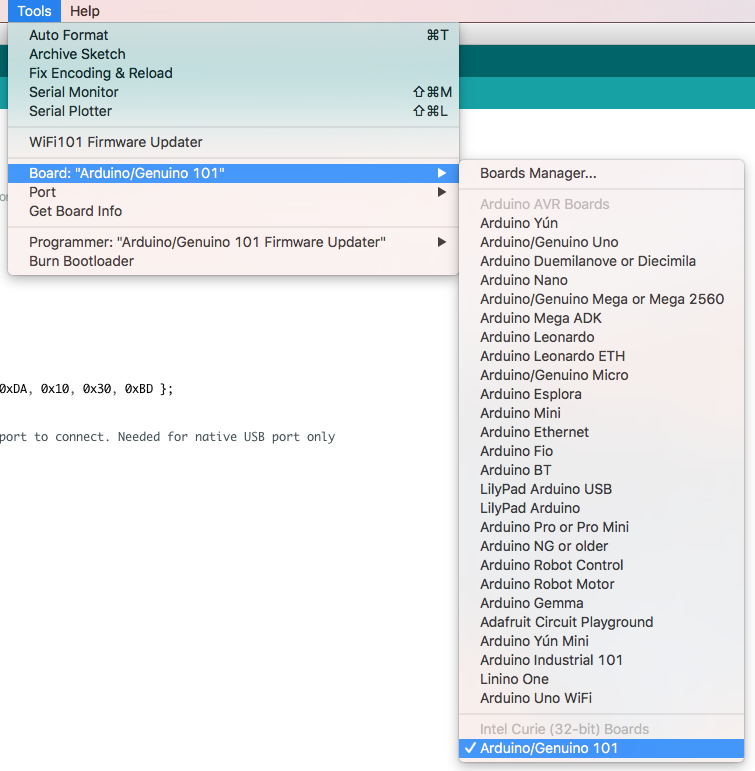 Tools Help
Auto Format ⌘T
Archive Sketch
Fix Encoding & Reload
Serial Monitor ⇧⌘M
Serial Plotter ⇧⌘L
WiFi101 Firmware Updater
Board: "Arduino/Genuino 101"
Port
Get Board Info
Programmer: "Arduino/Genuino 101 Firmware Updater"
Burn Bootloader
Boards Manager...
Arduino AVR Boards
Arduino Yún
Arduino/Genuino Uno
Arduino Duemilanove or Diecimila
Arduino Nano
Arduino/Genuino Mega or Mega 2560
Arduino Mega ADK
Arduino Leonardo
Arduino Leonardo ETH
Arduino/Genuino Micro
Arduino Esplora
Arduino Mini
Arduino Ethernet
Arduino Fio
Arduino BT
LilyPad Arduino USB
LilyPad Arduino
Arduino Pro or Pro Mini
Arduino NG or older
Arduino Robot Control
Arduino Robot Motor
Arduino Gemma
Adafruit Circuit Playground
Arduino Yún Mini
Arduino Industrial 101
Linino One
Arduino Uno WiFi
Intel Curie (32-bit) Boards
✓ Arduino/Genuino 101
0xDA, 0x10, 0x30, 0xBD };
port to connect. Needed for native USB port only